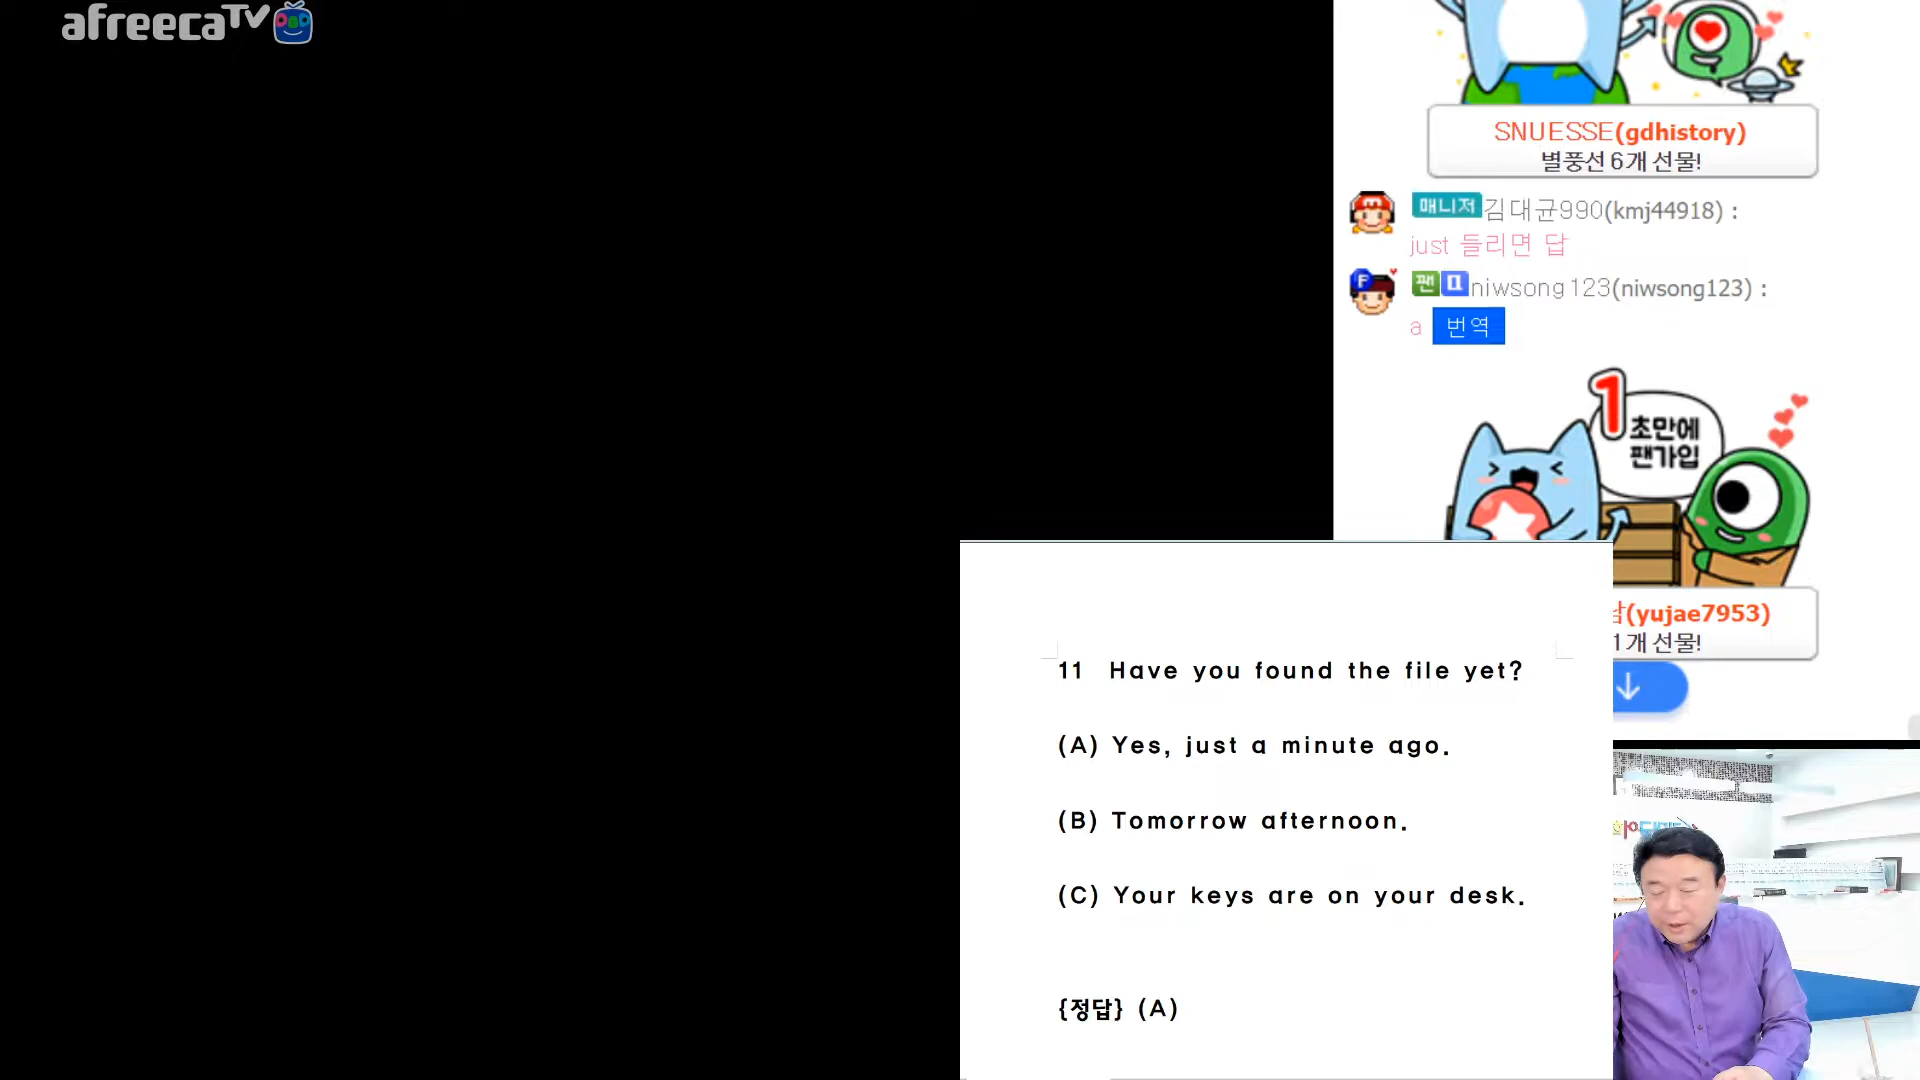 afreecaTV
SNUESSE(gdhistory)
별풍선 6개 선물!
매니저 김대균990(kmj44918) :
just 들리면 답
팬 niwsong123(niwsong123) :
a 번역
1초만에
팬가입
(yujae7953)
1개 선물!
11 Have you found the file yet?
(A) Yes, just a minute ago.
(B) Tomorrow afternoon.
(C) Your keys are on your desk.
{정답} (A)